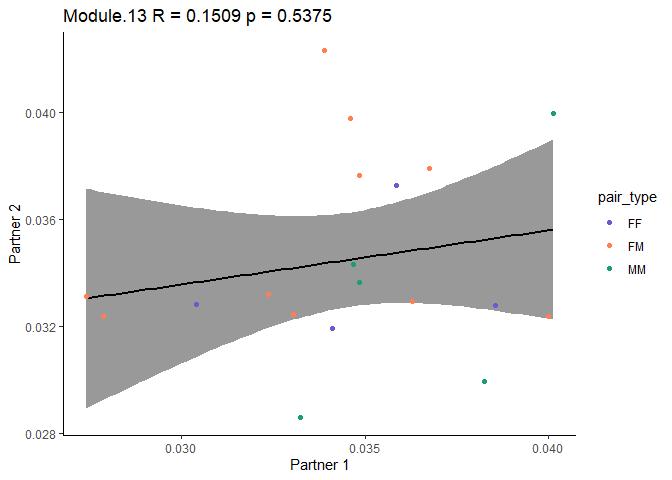 Module.13 R = 0.1509 p = 0.5375
0.040
0.036
0.032
0.028
Partner 2
0.030
0.035
0.040
Partner 1
pair_type
FF
FM
MM